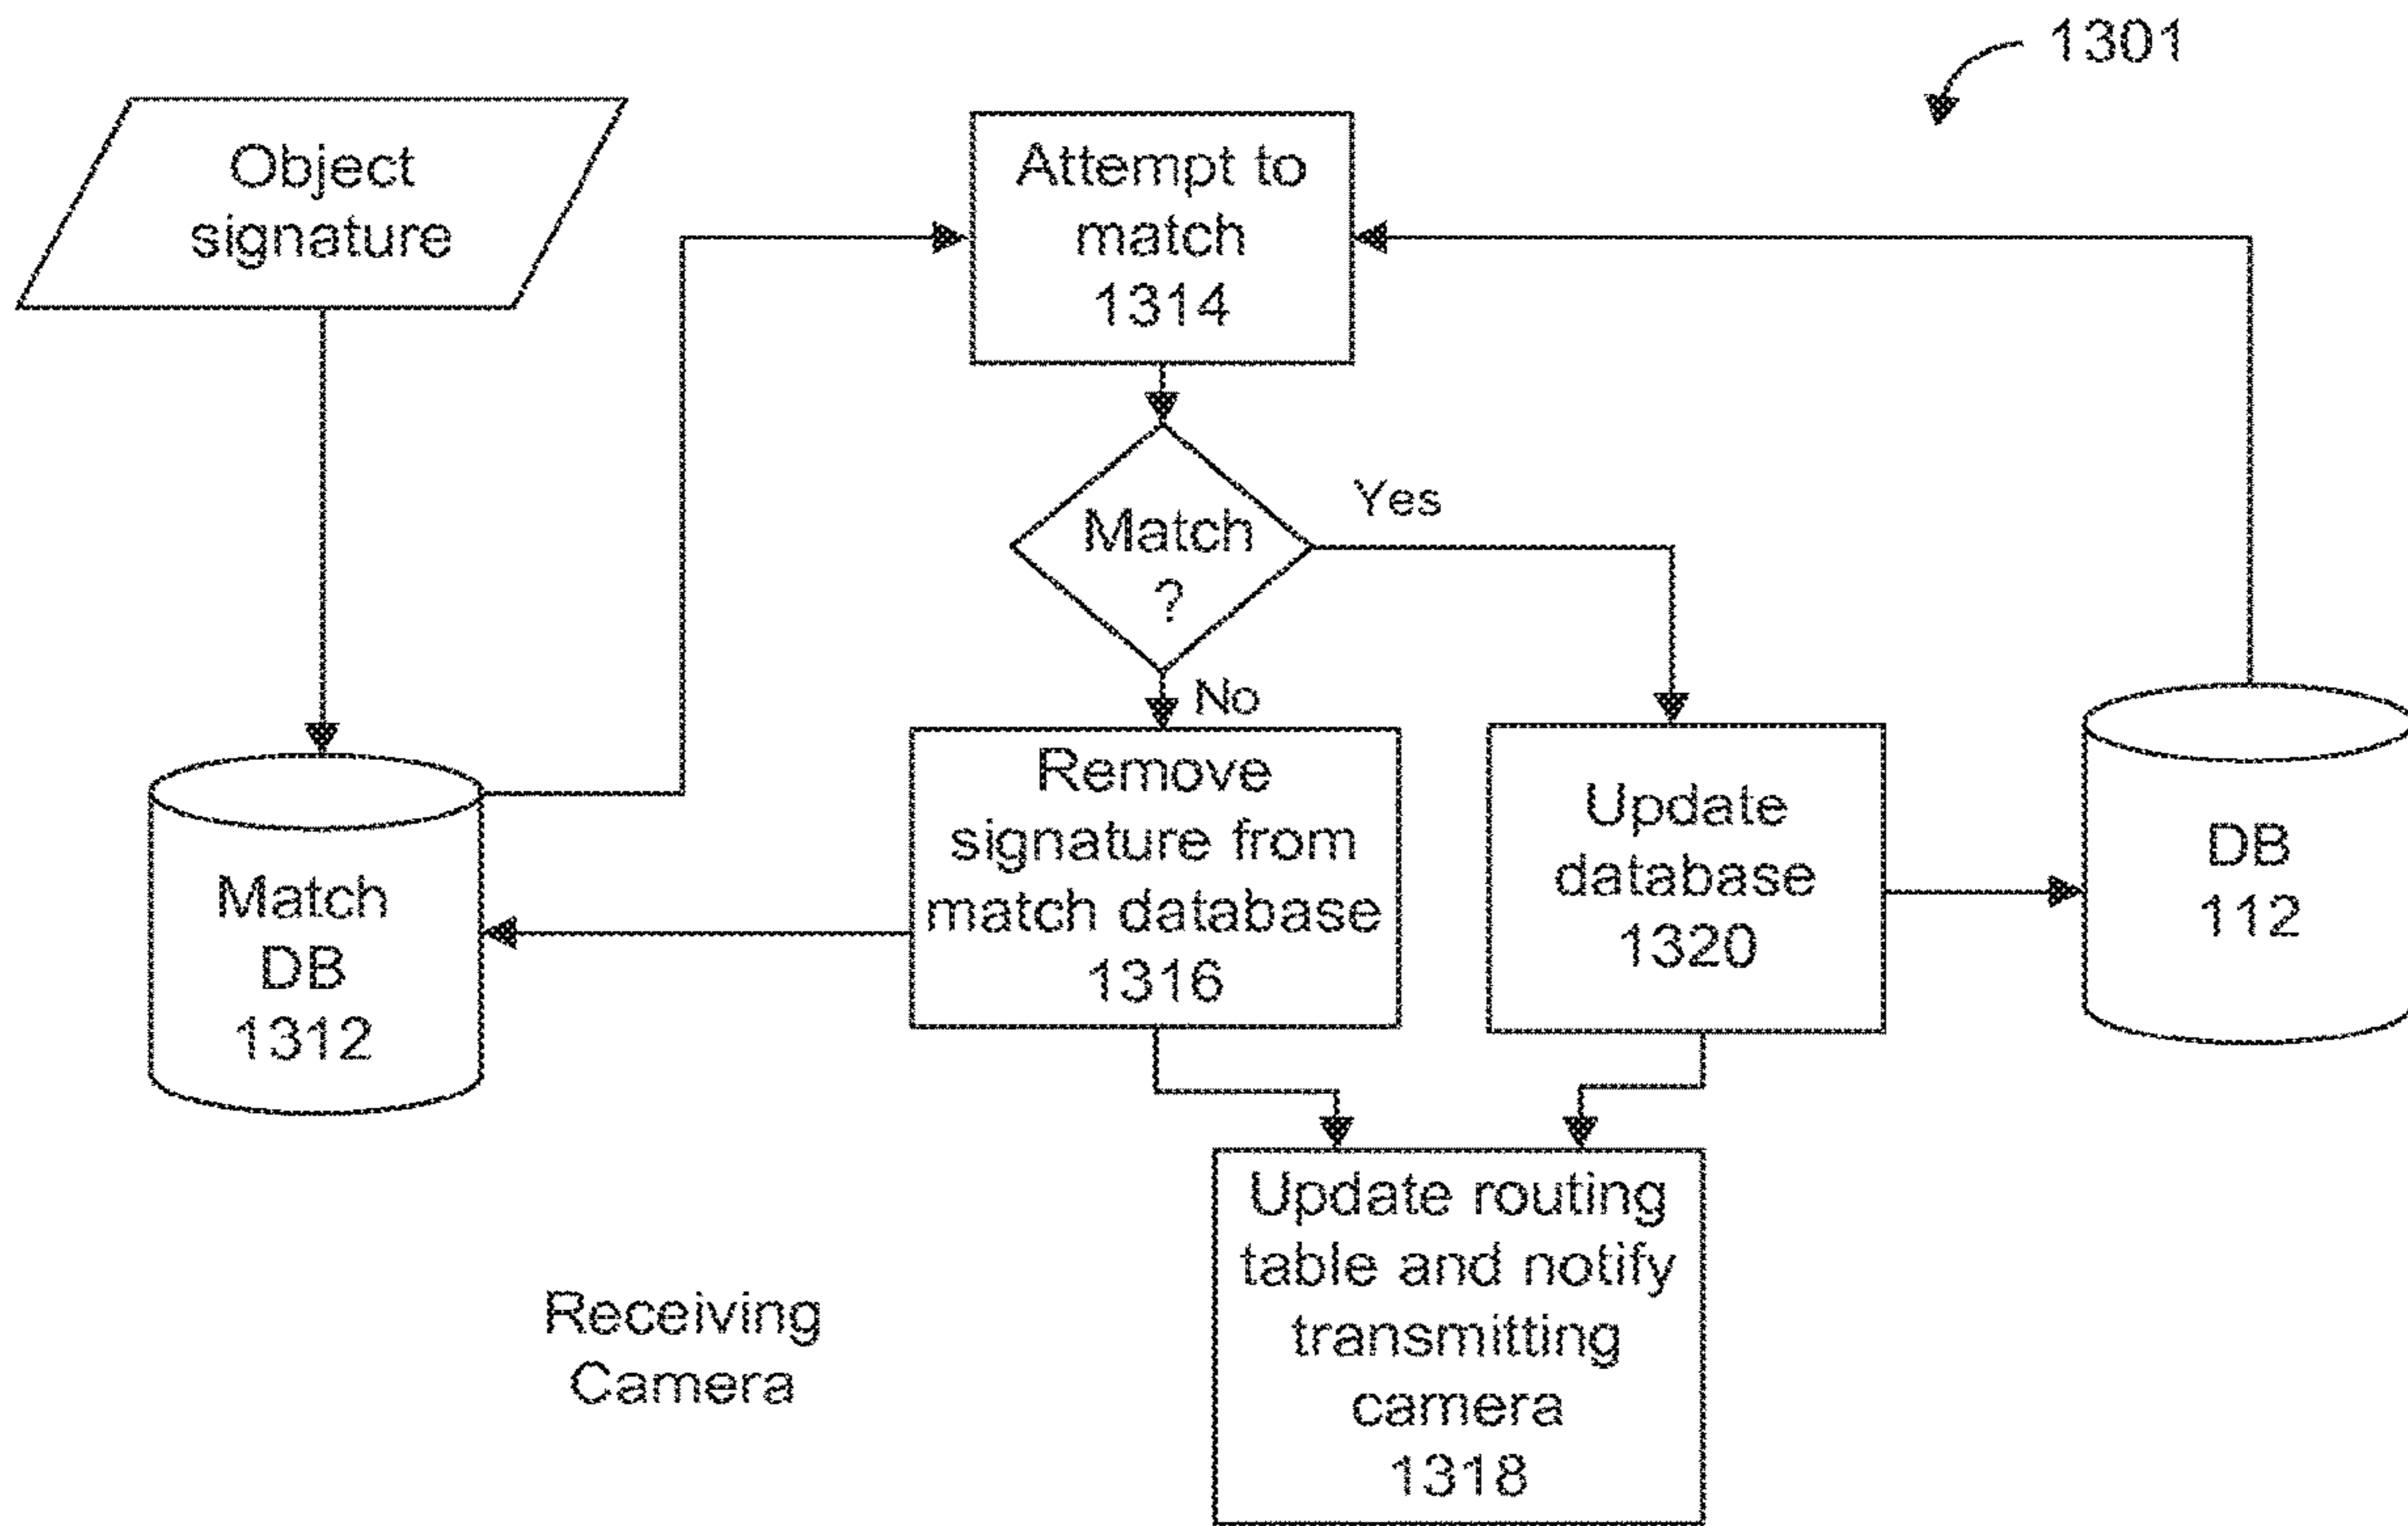 1301
Object
signature
Attempt to
match
1314
Match
?
Yes
No
Remove
signature from
match database
1316
Update
database
1320
DB
112
Match
DB
1312
Update routing
table and notify
transmitting
camera
1318
Receiving
Camera